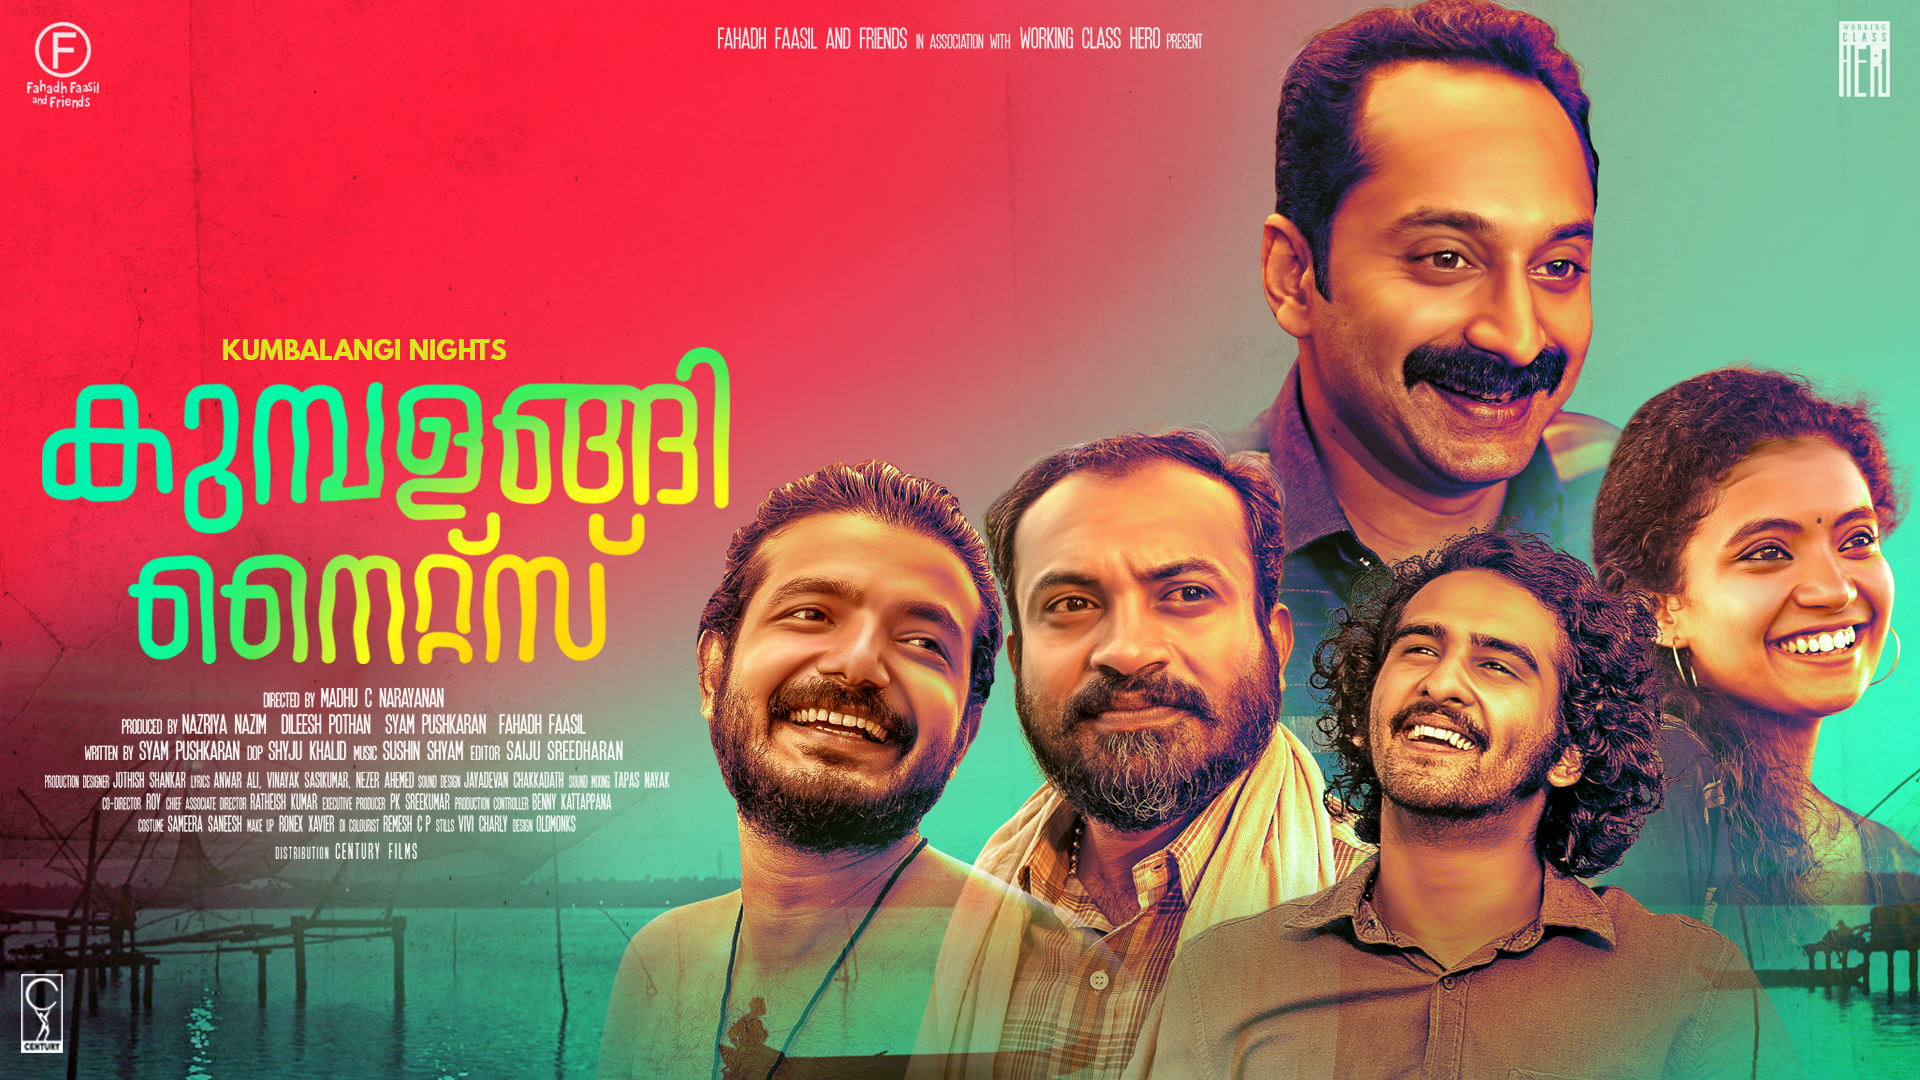 F
Fahadh Faasil
and Friends
FAHADH FAASIL AND FRIENDS IN ASSOCIATION WITH WORKING CLASS HERO PRESENT
WORKING
CLASS
HERO
KUMBALANGI NIGHTS
കുമ്പളങ്ങി
നൈറ്റ്സ്
DIRECTED BY MADHU C NARAYANAN
PRODUCED BY NAZRIYA NAZIM DILEESH POTHAN SYAM PUSHKARAN FAHADH FAASIL
WRITTEN BY SYAM PUSHKARAN DOP SHYJU KHALID MUSIC SUSHIN SHYAM EDITOR SAIJU SREEDHARAN
PRODUCTION DESIGNER JOTHISH SHANKAR LYRICS ANWAR ALI, VINAYAK SASIKUMAR, NEZER AHEMED SOUND DESIGN JAYADEVAN CHAKKADATH SOUND MIXING TAPAS NAYAK
CO-DIRECTOR ROY CHIEF ASSOCIATE DIRECTOR RATHEISH KUMAR EXECUTIVE PRODUCER PK SREEKUMAR PRODUCTION CONTROLLER BENNY KATTAPPANA
COSTUME SAMEERA SANEESH MAKE UP RONEX XAVIER DI COLOURIST REMESH C P STILLS VIVI CHARLY DESIGN OLDMONKS
DISTRIBUTION CENTURY FILMS
CENTURY